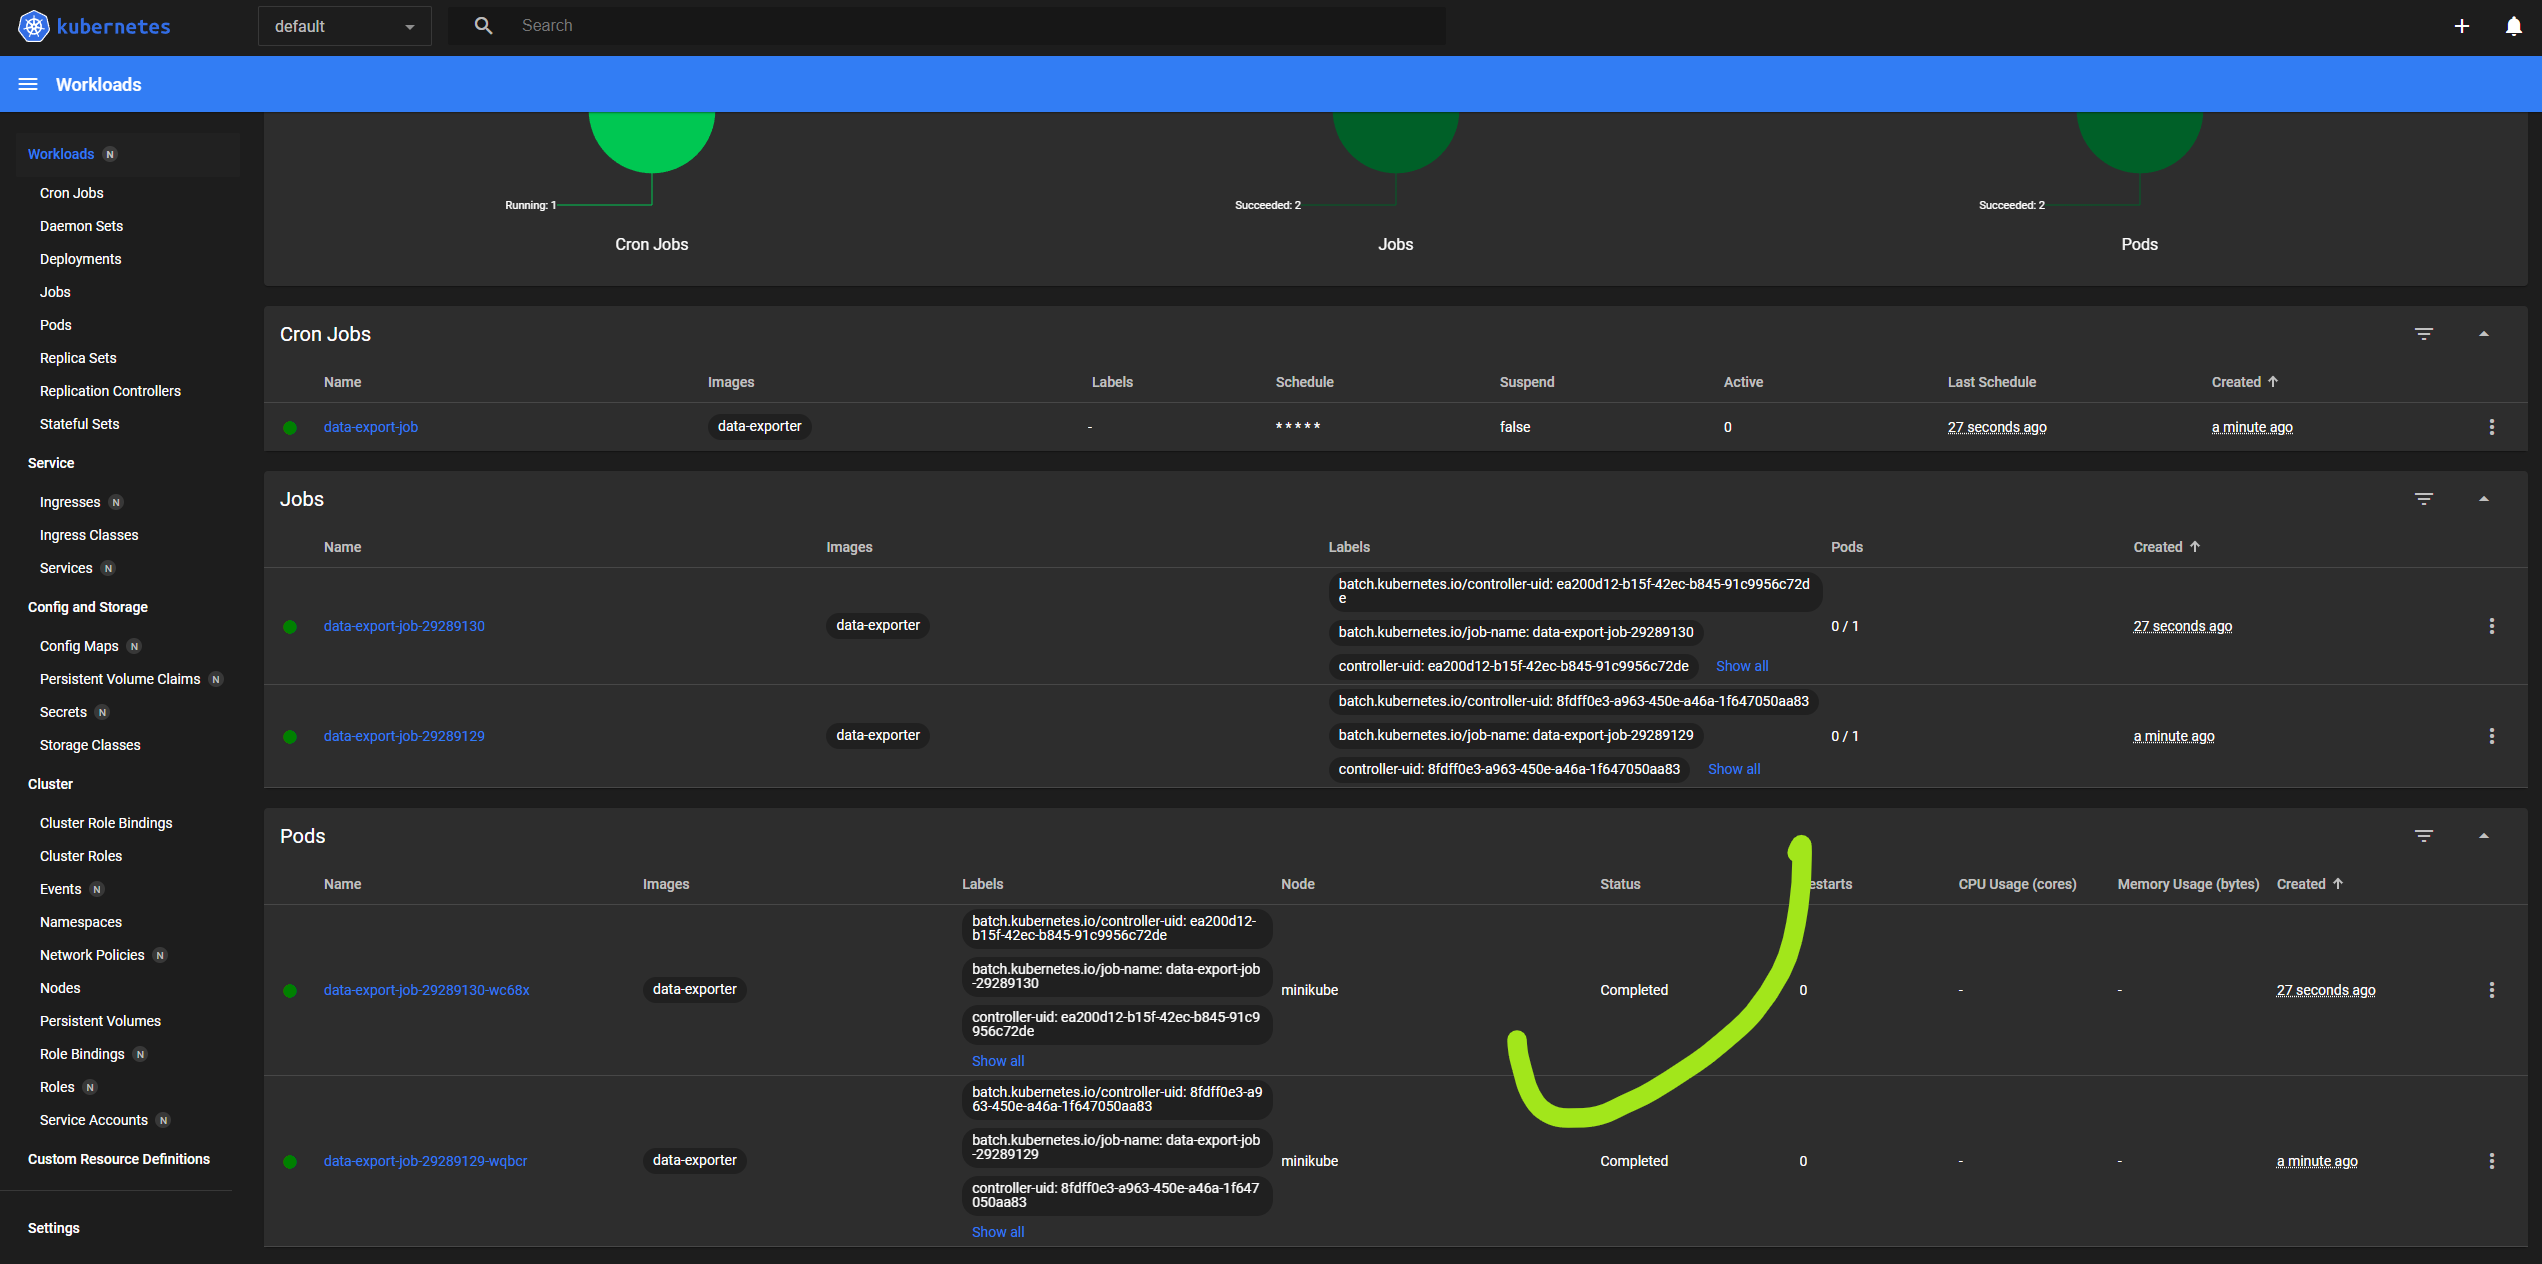 kubernetes
default
Search
Workloads
Workloads N
Cron Jobs
Daemon Sets
Deployments
Jobs
Pods
Replica Sets
Replication Controllers
Stateful Sets
Service
Ingresses N
Ingress Classes
Services N
Config and Storage
Config Maps N
Persistent Volume Claims N
Secrets N
Storage Classes
Cluster
Cluster Role Bindings
Cluster Roles
Events N
Namespaces
Network Policies N
Nodes
Persistent Volumes
Role Bindings N
Roles N
Service Accounts N
Custom Resource Definitions
Settings
Running: 1
Cron Jobs
Succeeded: 2
Jobs
Succeeded: 2
Pods
Cron Jobs
Name Images Labels Schedule Suspend Active Last Schedule Created
data-export-job data-exporter - * * * * * false 0 27 seconds ago a minute ago
Jobs
Name Images Labels Pods Created
data-export-job-29289130 data-exporter
batch.kubernetes.io/controller-uid: ea200d12-b15f-42ec-b845-91c9956c72d
e
batch.kubernetes.io/job-name: data-export-job-29289130
controller-uid: ea200d12-b15f-42ec-b845-91c9956c72de Show all
0 / 1 27 seconds ago
data-export-job-29289129 data-exporter
batch.kubernetes.io/controller-uid: 8fdff0e3-a963-450e-a46a-1f647050aa83
batch.kubernetes.io/job-name: data-export-job-29289129
controller-uid: 8fdff0e3-a963-450e-a46a-1f647050aa83 Show all
0 / 1 a minute ago
Pods
Name Images Labels Node Status estarts CPU Usage (cores) Memory Usage (bytes) Created
data-export-job-29289130-wc68x data-exporter
batch.kubernetes.io/controller-uid: ea200d12-
b15f-42ec-b845-91c9956c72de
batch.kubernetes.io/job-name: data-export-job
-29289130
controller-uid: ea200d12-b15f-42ec-b845-91c9
956c72de
Show all
minikube Completed 0 - - 27 seconds ago
data-export-job-29289129-wqbcr data-exporter
batch.kubernetes.io/controller-uid: 8fdff0e3-a9
63-450e-a46a-1f647050aa83
batch.kubernetes.io/job-name: data-export-job
-29289129
controller-uid: 8fdff0e3-a963-450e-a46a-1f647
050aa83
Show all
minikube Completed 0 - - a minute ago